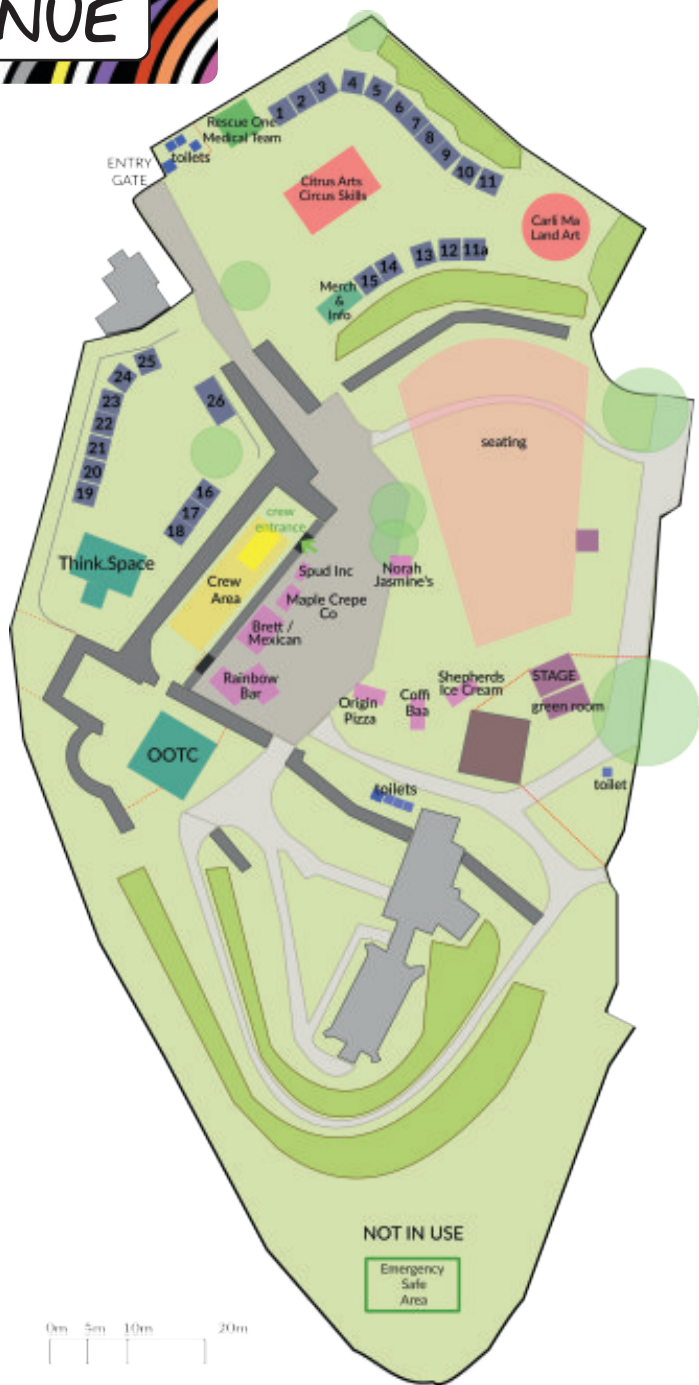 NUE
Rescue One
Medical Team
1
2
3
4
5
6
7
8
9
10
11
toilets
ENTRY
GATE
Citrus Arts
Circus Skills
Carli Ma
Land Art
15
14
13
12
11a
Merch
&
Info
25
24
23
22
21
20
19
26
16
17
18
seating
crew
entrance
Think.Space
Crew
Area
Spud Inc
Norah
Jasmine's
Maple Crepe
Co
Brett /
Mexican
Rainbow
Bar
Origin
Pizza
Coffi
Baa
Shepherds
Ice Cream
STAGE
green room
OOTC
toilets
toilet
NOT IN USE
Emergency
Safe
Area
0m 5m 10m 20m